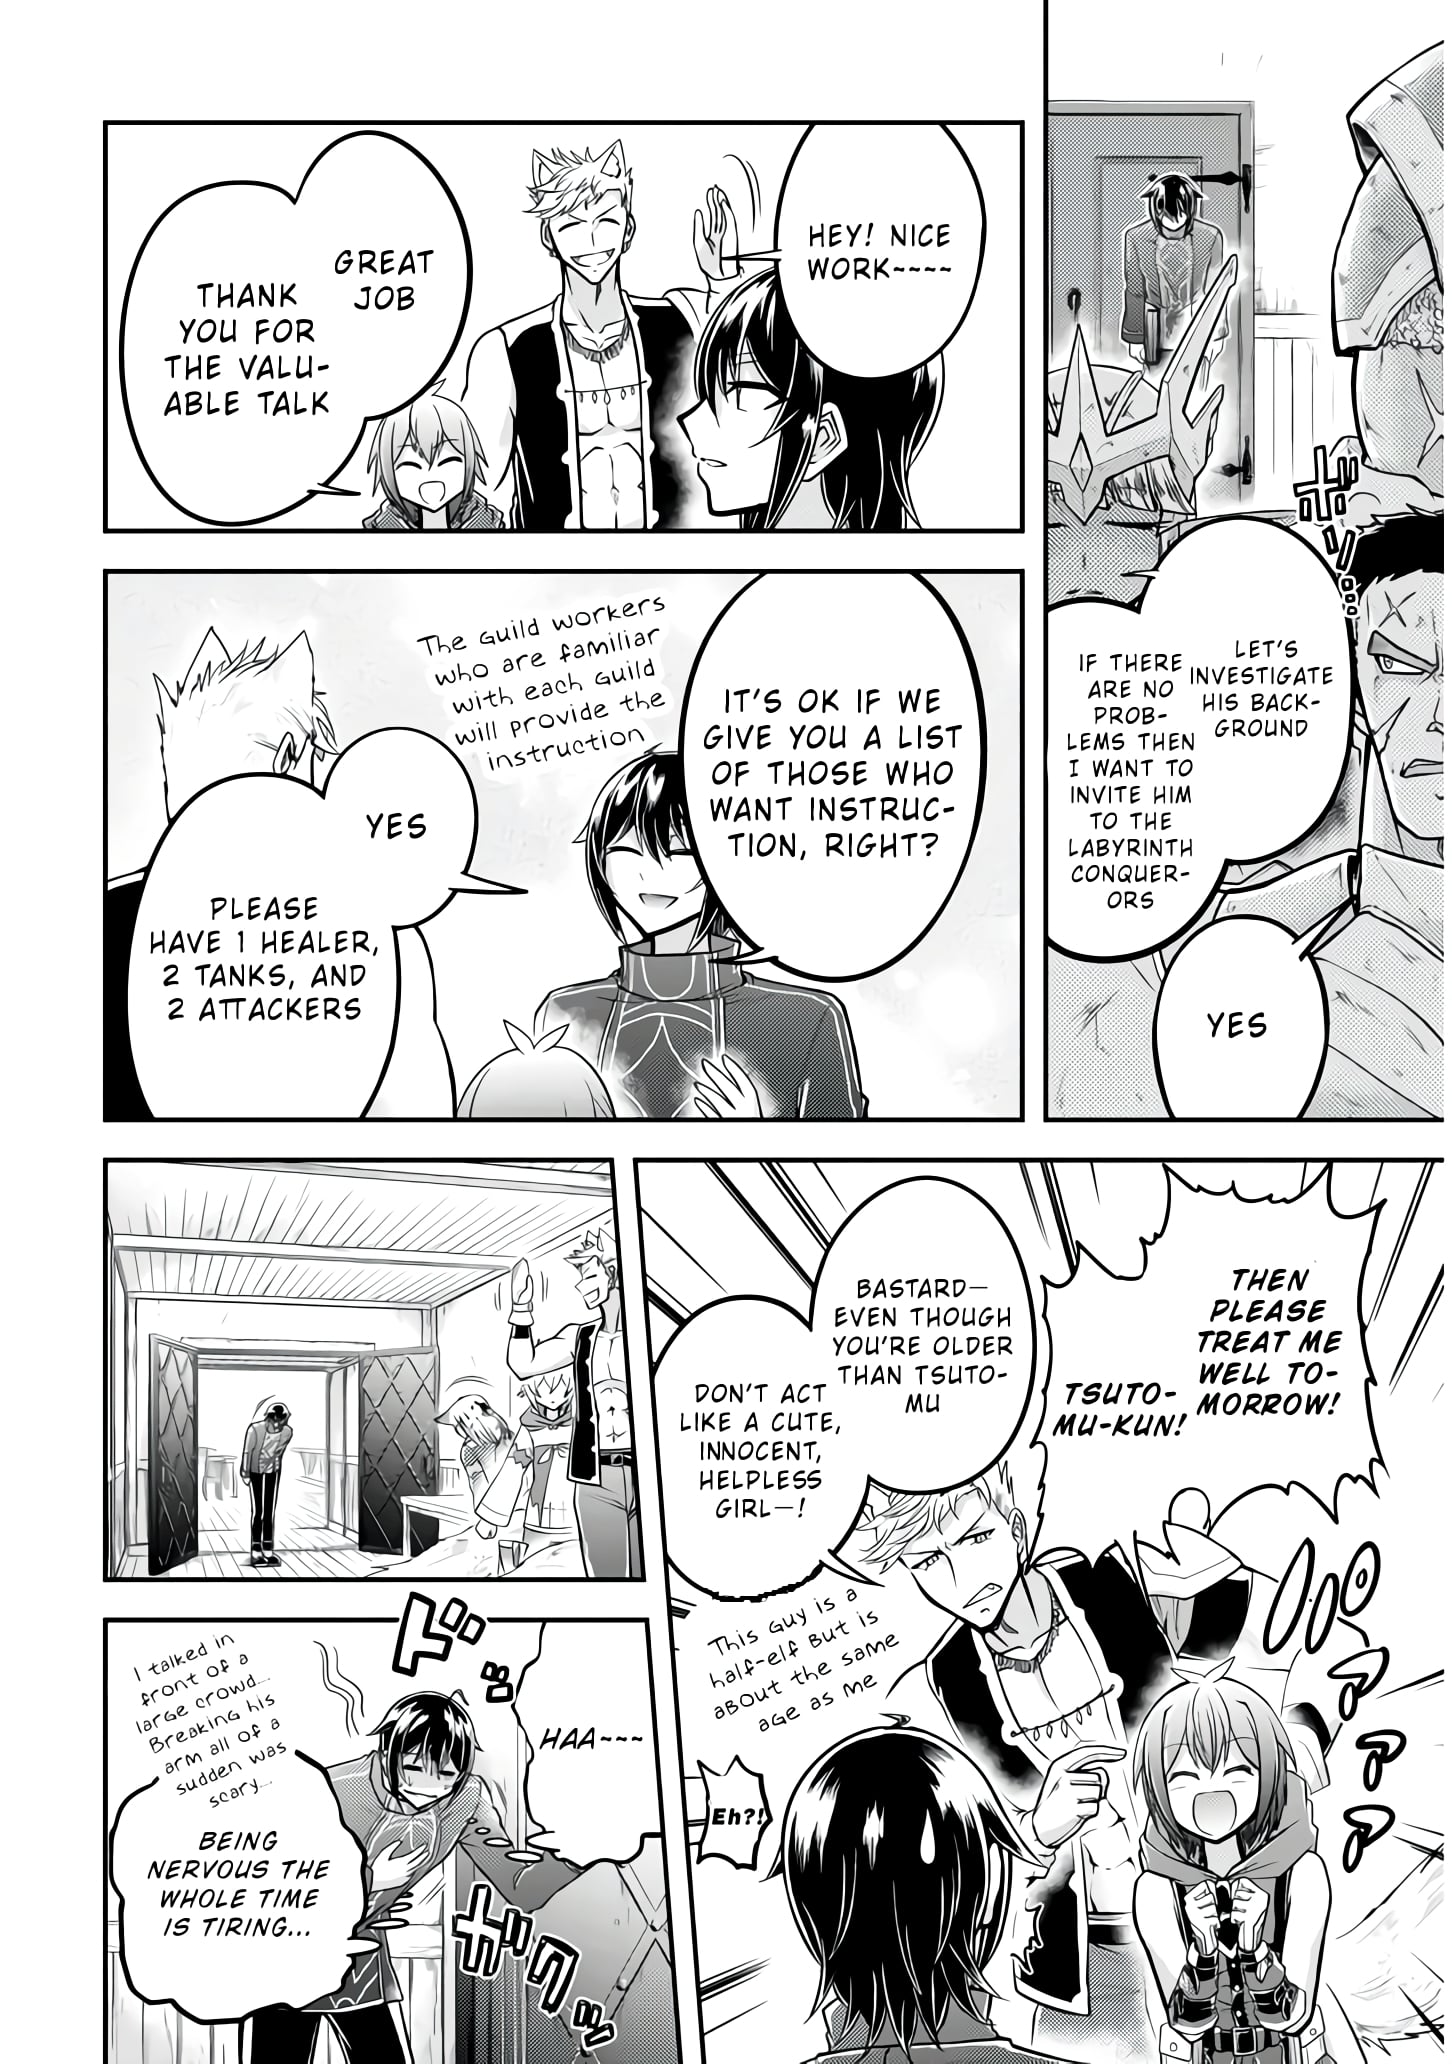 ボソッ
LET'S
INVESTIGATE
HIS BACK-
GROUND
IF THERE
ARE NO
PROB-
LEMS THEN
I WANT TO
INVITE HIM
TO THE
LABYRINTH
CONQUER-
ORS
YES
HEY! NICE
WORK~~~~
GREAT
JOB
THANK
YOU FOR
THE VALU-
ABLE TALK
IT'S OK IF WE
GIVE YOU A LIST
OF THOSE WHO
WANT INSTRUC-
TION, RIGHT?
The Guild workers
who are familiar
with each Guild
will provide the
instruction
YES
PLEASE
HAVE 1 HEALER,
2 TANKS, AND
2 ATTACKERS
THEN
PLEASE
TREAT ME
WELL TO-
MORROW!
TSUTO-
MU-KUN!
BASTARD—
EVEN THOUGH
YOU'RE OLDER
THAN TSUTO-
MU
DON'T ACT
LIKE A CUTE,
INNOCENT,
HELPLESS
GIRL—!
This Guy is a
half-elf But is
about the same
age as me
Eh?!
HAA~~~
I talked in
front of a
large crowd...
Breaking his
arm all of a
sudden was
scary...
BEING
NERVOUS THE
WHOLE TIME
IS TIRING...